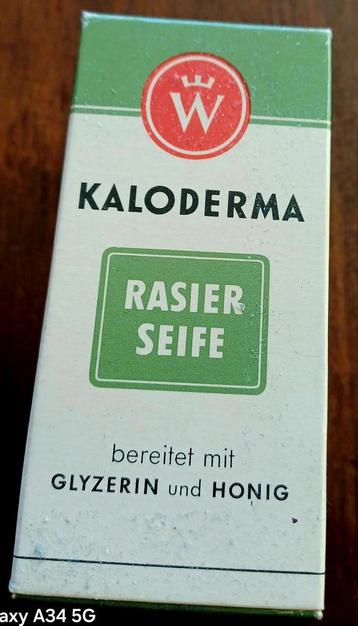 W
KALODERMA
RASIER
SEIFE
bereitet mit
GLYZERIN und HONIG
axy A34 5G